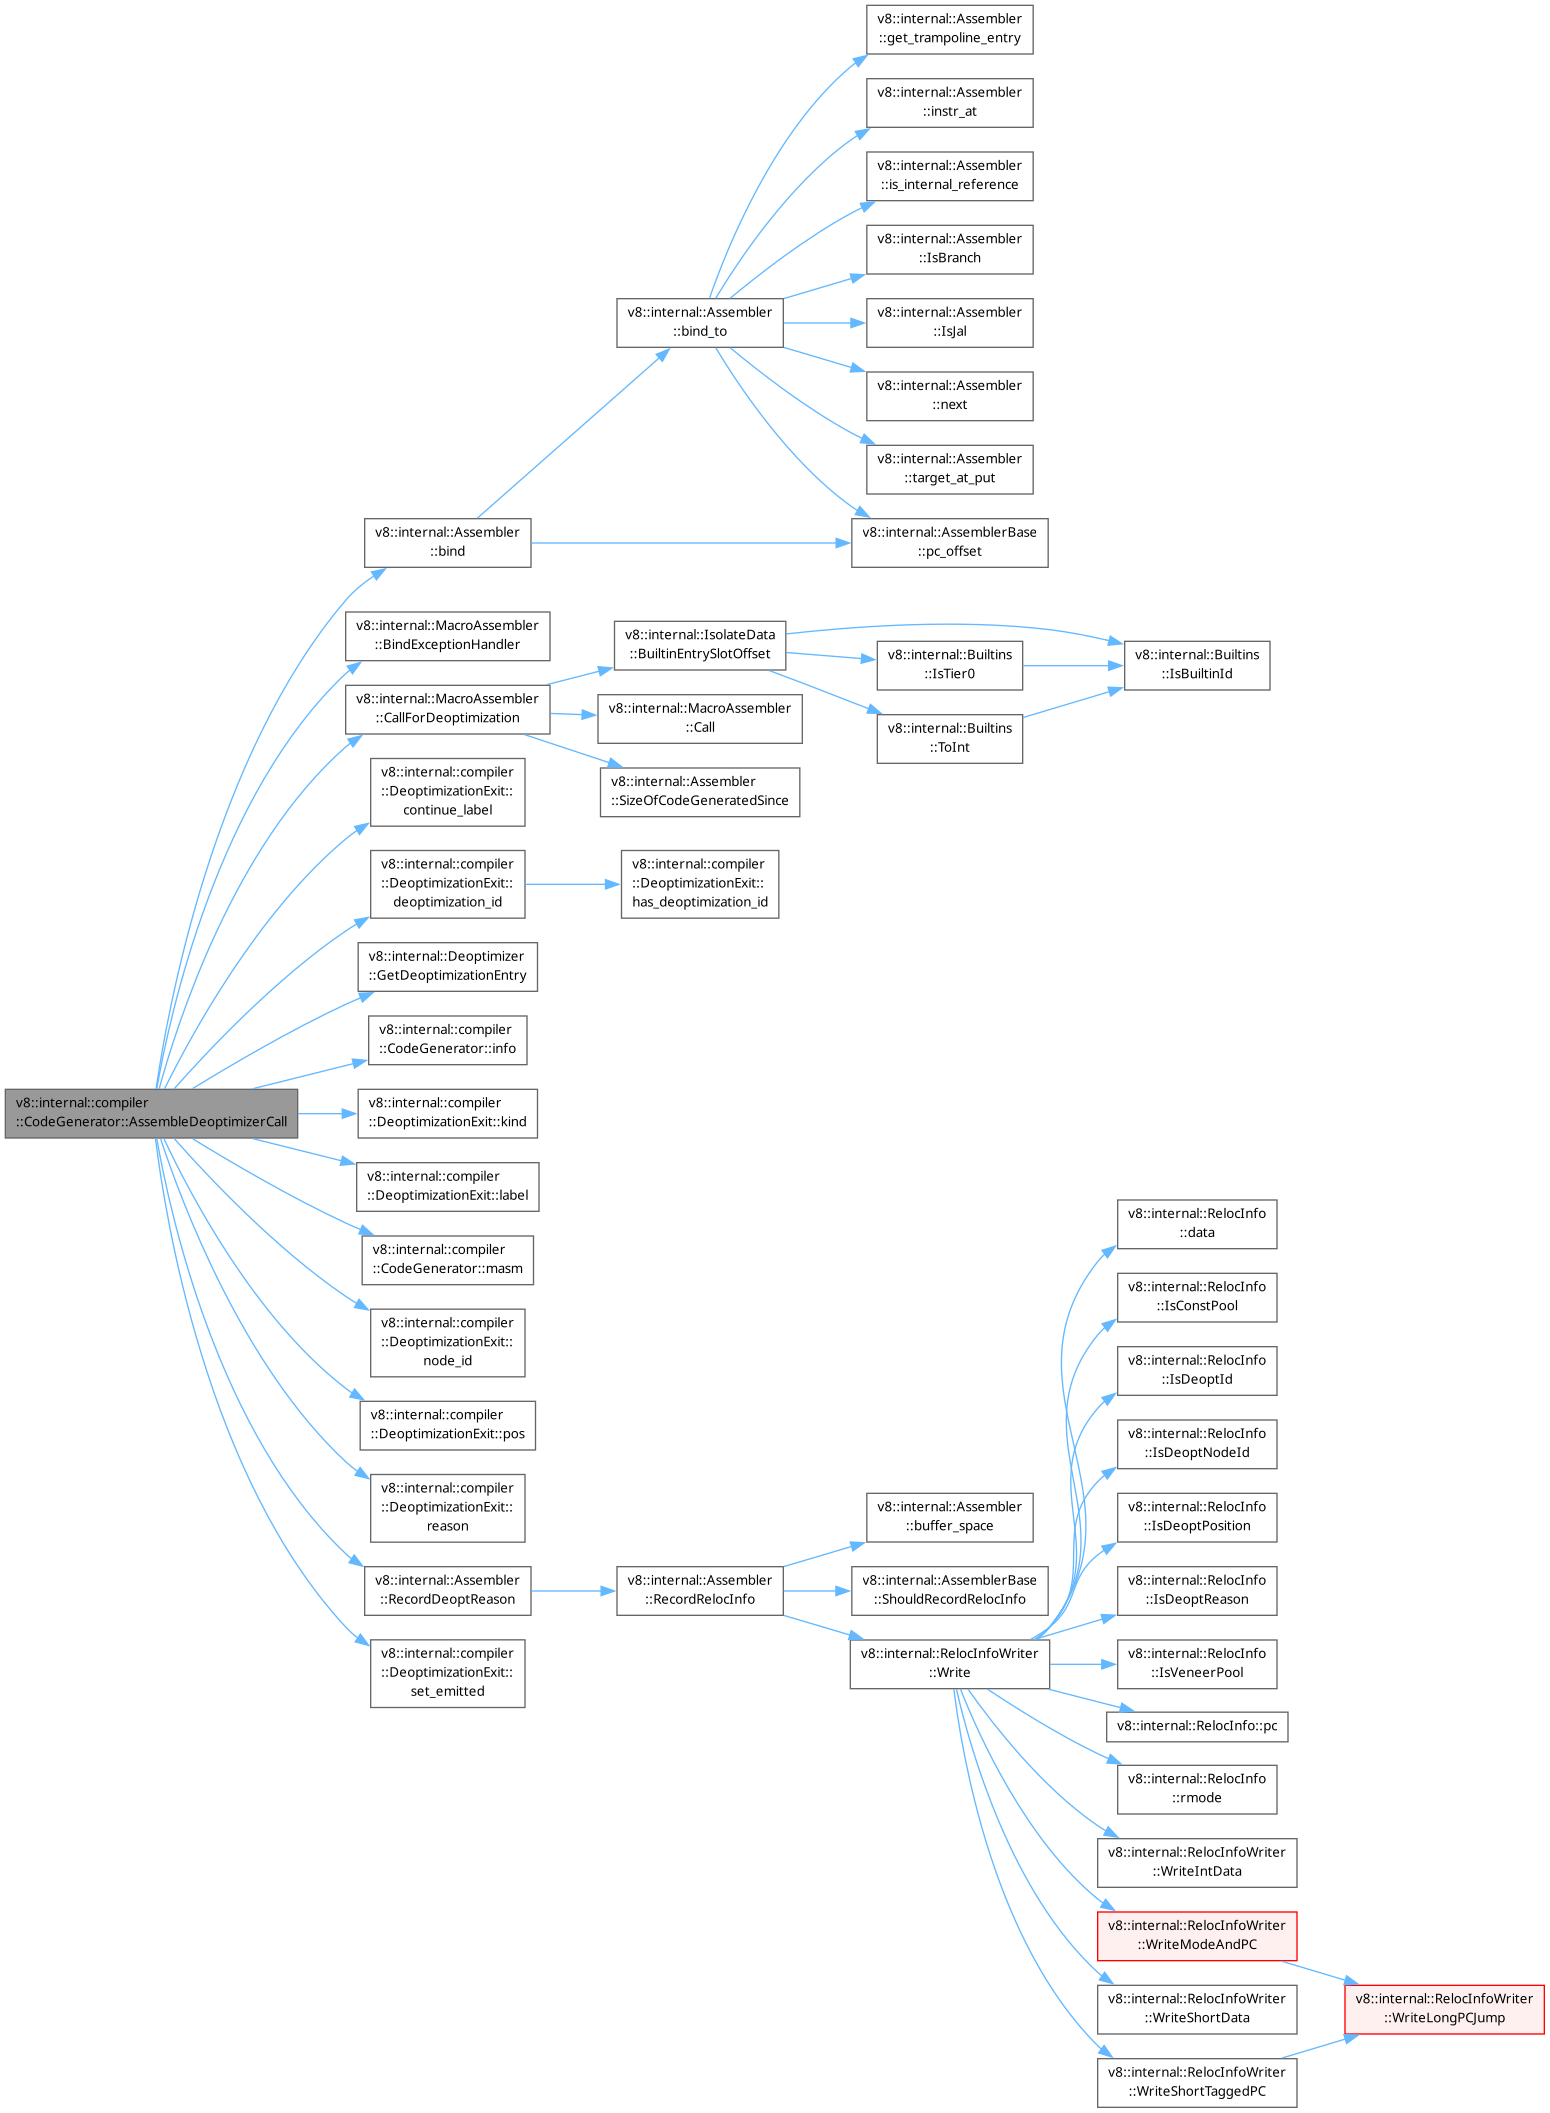 v8::internal::Assembler
::get_trampoline_entry
v8::internal::Assembler
::instr_at
v8::internal::Assembler
::is_internal_reference
v8::internal::Assembler
::IsBranch
v8::internal::Assembler
::bind_to
v8::internal::Assembler
::IsJal
v8::internal::Assembler
::next
v8::internal::Assembler
::target_at_put
v8::internal::Assembler
::bind
v8::internal::AssemblerBase
::pc_offset
v8::internal::MacroAssembler
::BindExceptionHandler
v8::internal::IsolateData
::BuiltinEntrySlotOffset
v8::internal::Builtins
::IsTier0
v8::internal::Builtins
::IsBuiltinId
v8::internal::MacroAssembler
::CallForDeoptimization
v8::internal::MacroAssembler
::Call
v8::internal::Builtins
::ToInt
v8::internal::compiler
::DeoptimizationExit::
continue_label
v8::internal::Assembler
::SizeOfCodeGeneratedSince
v8::internal::compiler
::DeoptimizationExit::
deoptimization_id
v8::internal::compiler
::DeoptimizationExit::
has_deoptimization_id
v8::internal::Deoptimizer
::GetDeoptimizationEntry
v8::internal::compiler
::CodeGenerator::info
v8::internal::compiler
::CodeGenerator::AssembleDeoptimizerCall
v8::internal::compiler
::DeoptimizationExit::kind
v8::internal::compiler
::DeoptimizationExit::label
v8::internal::compiler
::CodeGenerator::masm
v8::internal::RelocInfo
::data
v8::internal::compiler
::DeoptimizationExit::
node_id
v8::internal::RelocInfo
::IsConstPool
v8::internal::RelocInfo
::IsDeoptId
v8::internal::compiler
::DeoptimizationExit::pos
v8::internal::RelocInfo
::IsDeoptNodeId
v8::internal::compiler
::DeoptimizationExit::
reason
v8::internal::Assembler
::buffer_space
v8::internal::RelocInfo
::IsDeoptPosition
v8::internal::Assembler
::RecordDeoptReason
v8::internal::Assembler
::RecordRelocInfo
v8::internal::AssemblerBase
::ShouldRecordRelocInfo
v8::internal::RelocInfo
::IsDeoptReason
v8::internal::compiler
::DeoptimizationExit::
set_emitted
v8::internal::RelocInfoWriter
::Write
v8::internal::RelocInfo
::IsVeneerPool
v8::internal::RelocInfo::pc
v8::internal::RelocInfo
::rmode
v8::internal::RelocInfoWriter
::WriteIntData
v8::internal::RelocInfoWriter
::WriteModeAndPC
v8::internal::RelocInfoWriter
::WriteShortData
v8::internal::RelocInfoWriter
::WriteLongPCJump
v8::internal::RelocInfoWriter
::WriteShortTaggedPC